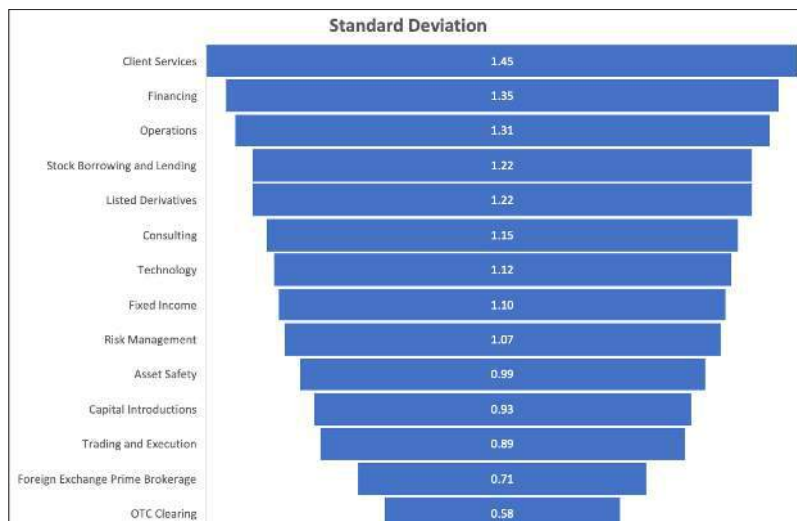 Standard Deviation
Client Services 1.45
Financing 1.35
Operations 1.31
Stock Borrowing and Lending 1.22
Listed Derivatives 1.22
Consulting 1.15
Technology 1.12
Fixed Income 1.10
Risk Management 1.07
Asset Safety 0.99
Capital Introductions 0.93
Trading and Execution 0.89
Foreign Exchange Prime Brokerage 0.71
OTC Clearing 0.58